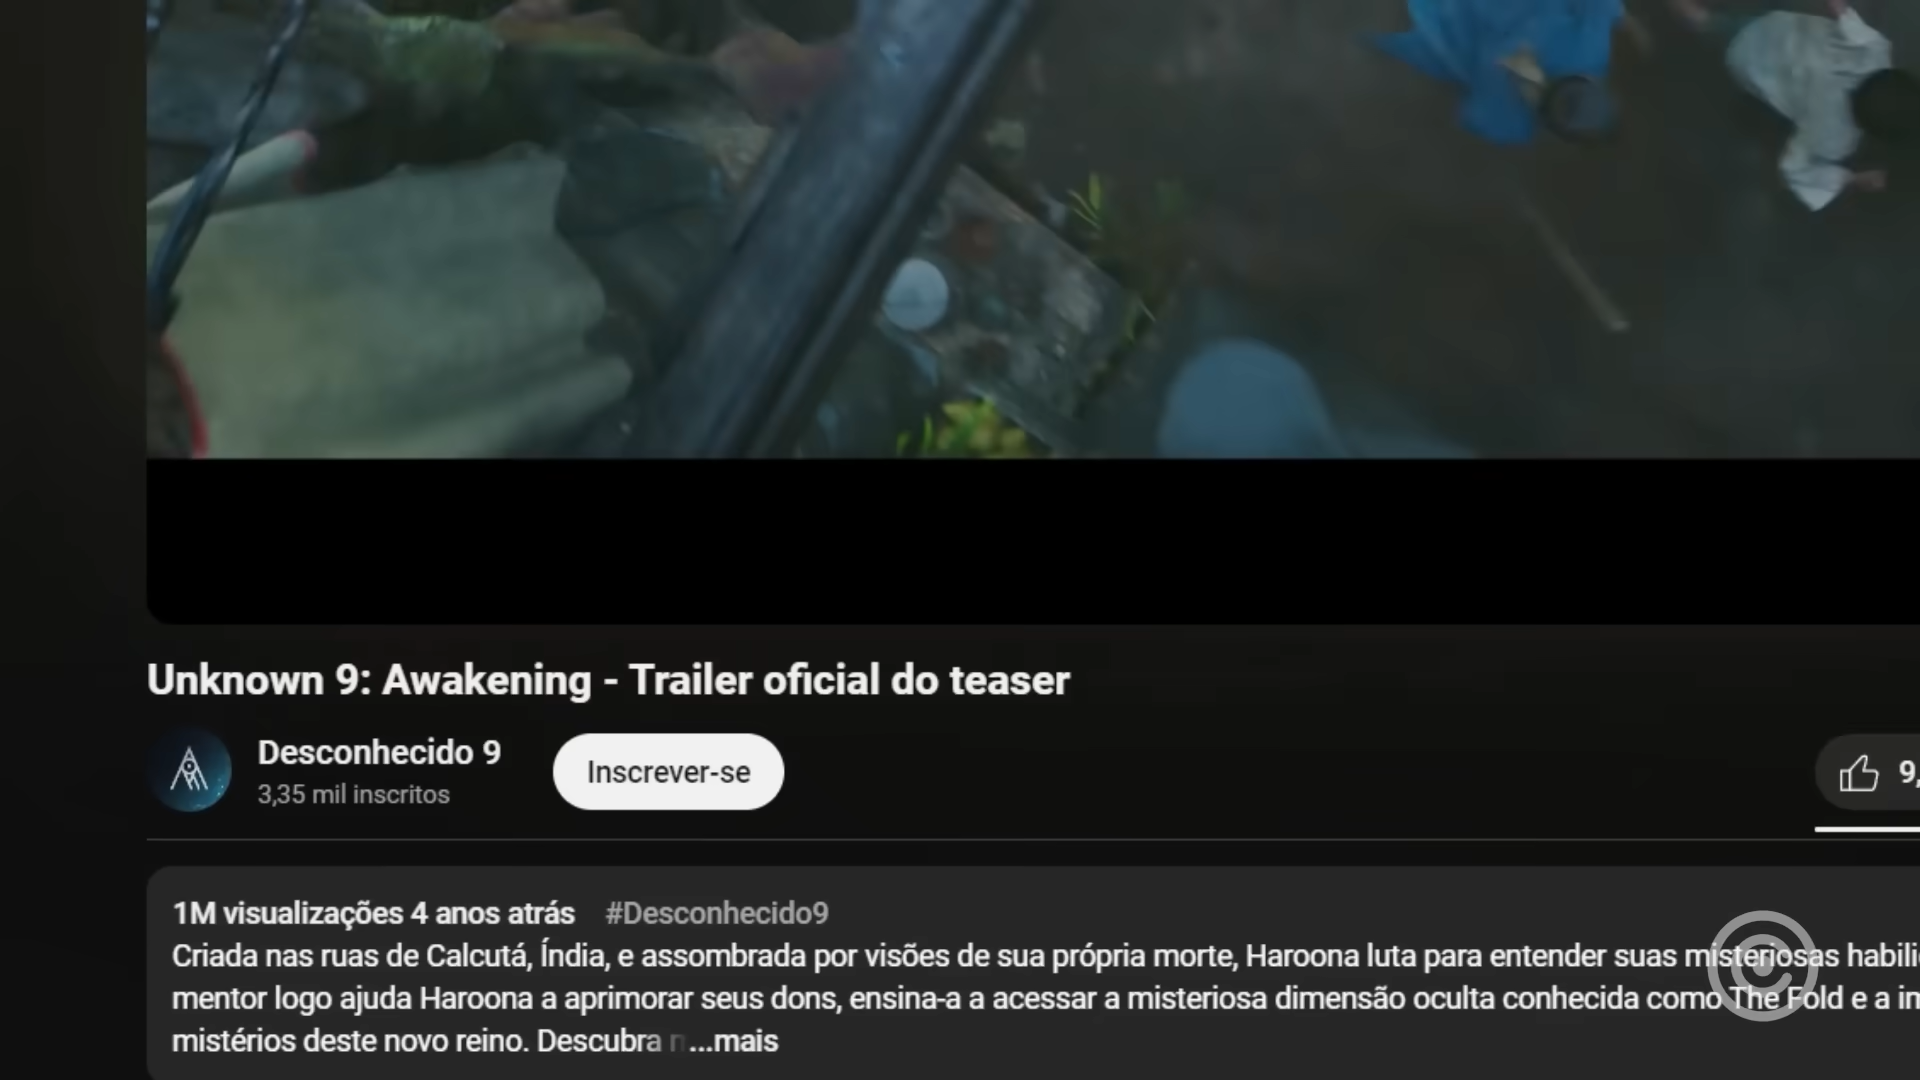 Unknown 9: Awakening - Trailer oficial do teaser
Desconhecido 9
3,35 mil inscritos
Inscrever-se
9,
1M visualizações 4 anos atrás #Desconhecido9
Criada nas ruas de Calcutá, Índia, e assombrada por visões de sua própria morte, Haroona luta para entender suas misteriosas
mentor logo ajuda Haroona a aprimorar seus dons, ensina-a a acessar a misteriosa dimensão oculta conhecida como The Fold e a
mistérios deste novo reino. Descubra ...mais